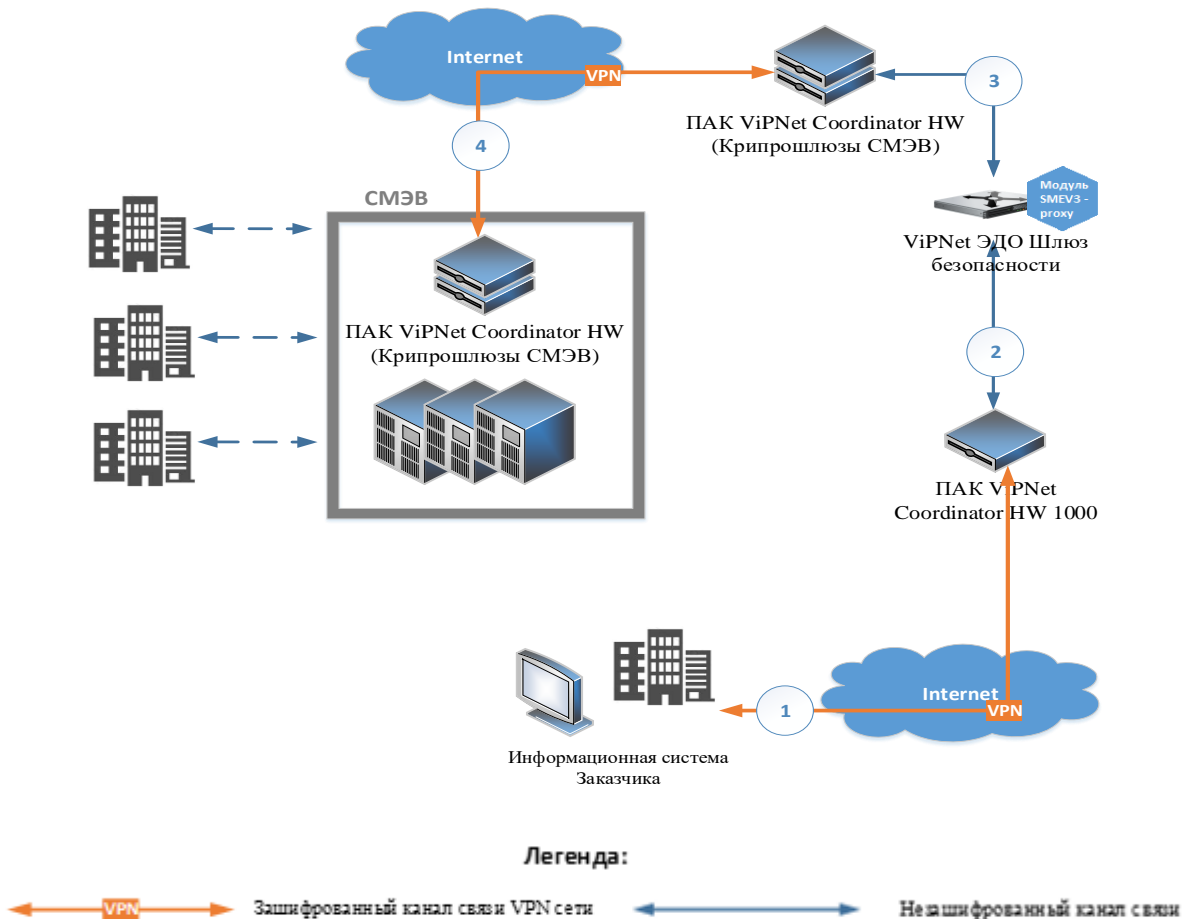 Internet
VPN
3
ПАК ViPNet Coordinator HW
(Крипрошлюзы СМЭВ)
4
СМЭВ
Модуль
SMEV3 -
proxy
ViPNet ЭДО Шлюз
безопасности
ПАК ViPNet Coordinator HW
(Крипрошлюзы СМЭВ)
2
ПАК ViPNet
Coordinator HW 1000
Internet
VPN
1
Информационная система
Заказчика
Легенда:
VPN
Зашифрованный канал связи VPN сети
Незашифрованный канал связи